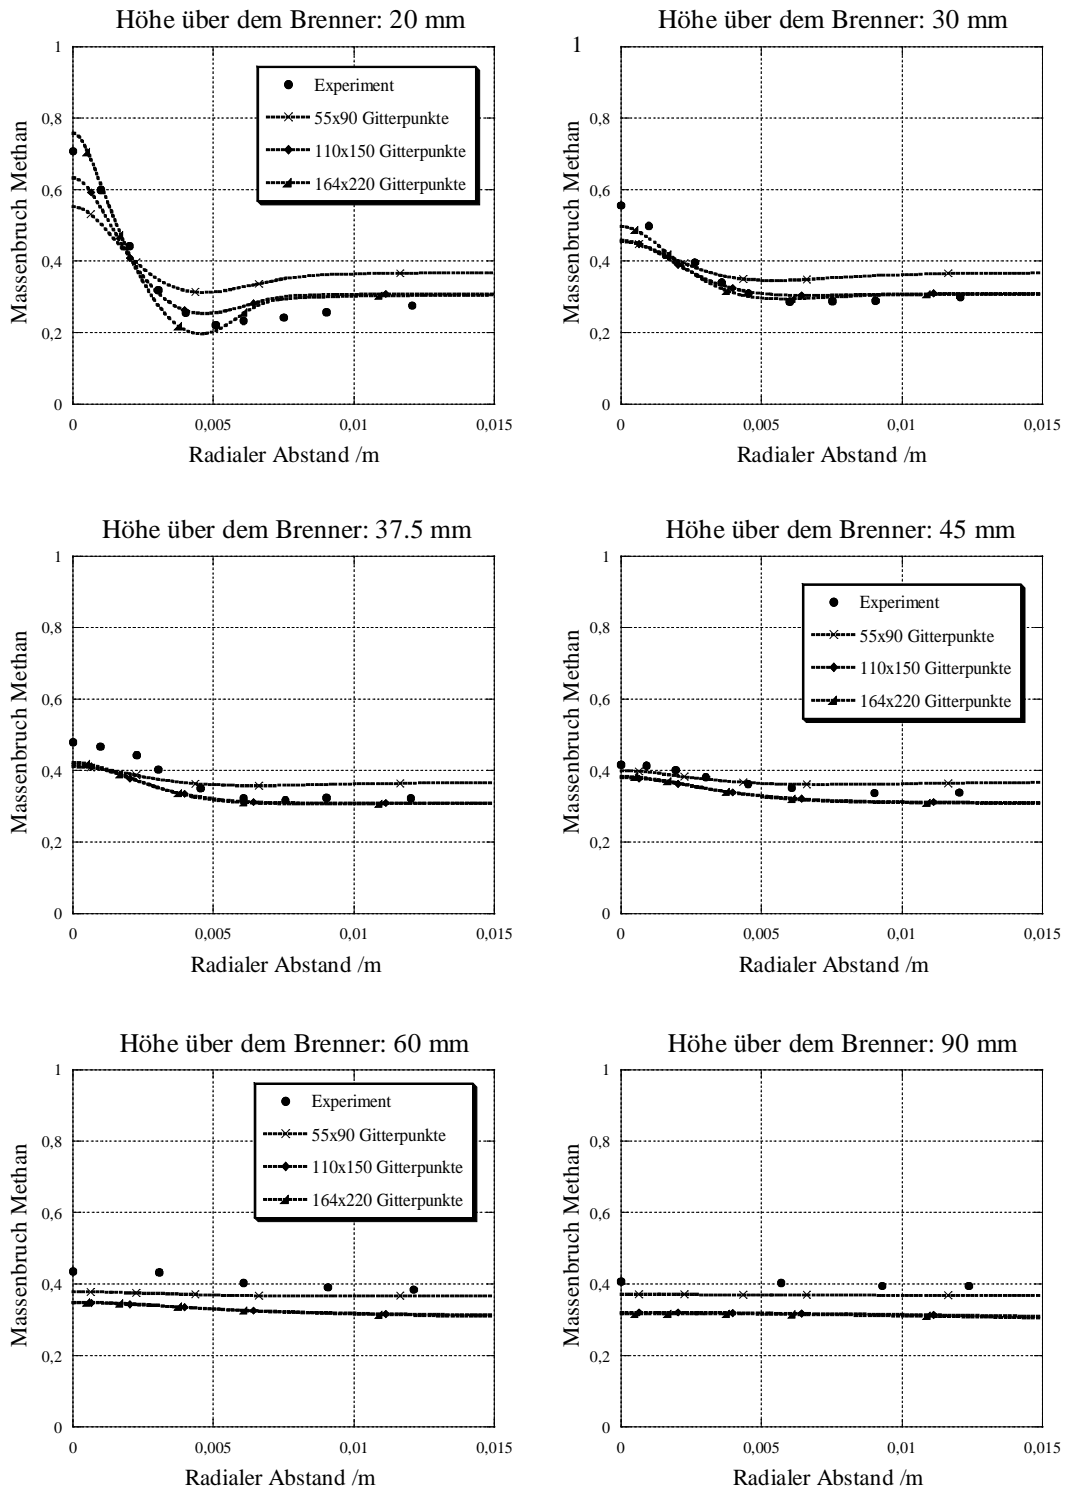 Höhe über dem Brenner: 20 mm
Massenbruch Methan
1
0,8
0,6
0,4
0,2
0
Experiment
55x90 Gitterpunkte
110x150 Gitterpunkte
164x220 Gitterpunkte
0 0,005 0,01 0,015
Radialer Abstand /m
Höhe über dem Brenner: 30 mm
Massenbruch Methan
1
0,8
0,6
0,4
0,2
0
0 0,005 0,01 0,015
Radialer Abstand /m
Höhe über dem Brenner: 37.5 mm
Massenbruch Methan
1
0,8
0,6
0,4
0,2
0
0 0,005 0,01 0,015
Radialer Abstand /m
Höhe über dem Brenner: 45 mm
Massenbruch Methan
1
0,8
0,6
0,4
0,2
0
Experiment
55x90 Gitterpunkte
110x150 Gitterpunkte
164x220 Gitterpunkte
0 0,005 0,01 0,015
Radialer Abstand /m
Höhe über dem Brenner: 60 mm
Massenbruch Methan
1
0,8
0,6
0,4
0,2
0
Experiment
55x90 Gitterpunkte
110x150 Gitterpunkte
164x220 Gitterpunkte
0 0,005 0,01 0,015
Radialer Abstand /m
Höhe über dem Brenner: 90 mm
Massenbruch Methan
1
0,8
0,6
0,4
0,2
0
0 0,005 0,01 0,015
Radialer Abstand /m